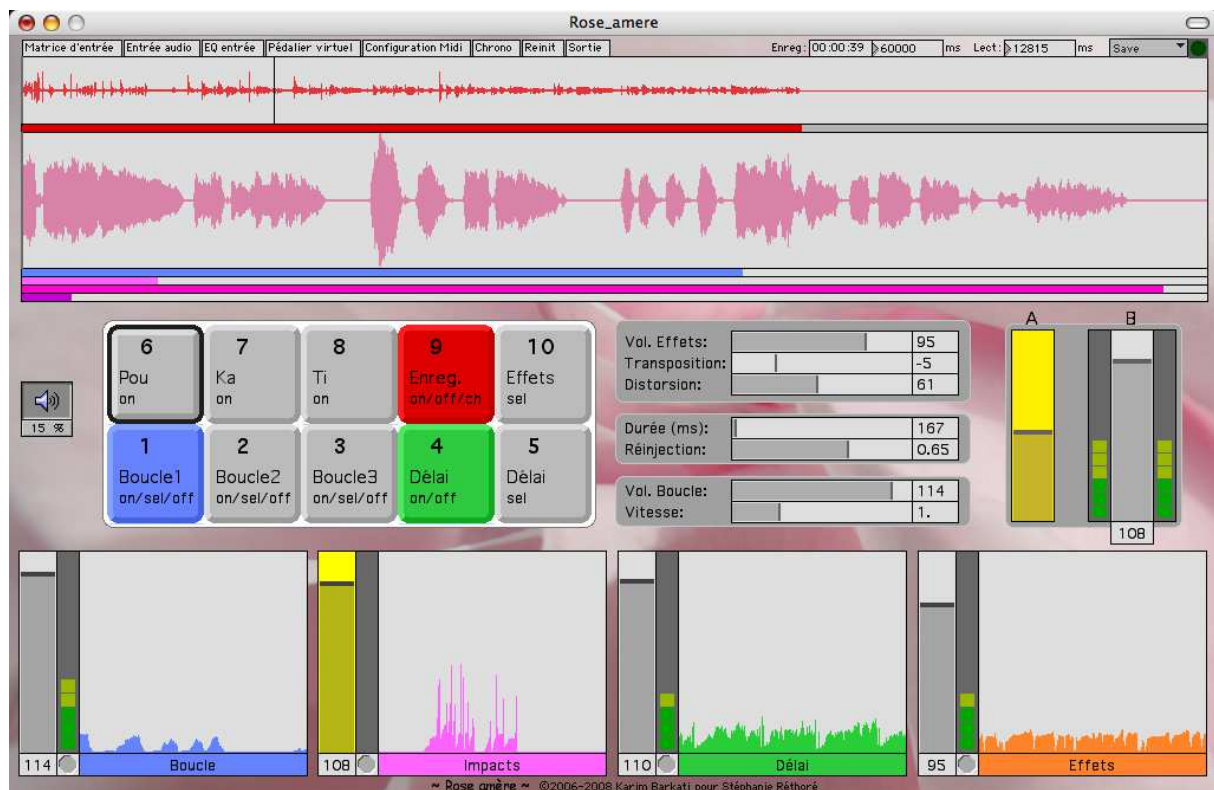 Rose_amere
Matrice d'entrée Entrée audio EQ entrée Pédalier virtuel Configuration Midi Chrono Reinit Sortie Enreg: 00:00:39 60000 ms Lect: 12815 ms Save
6 Pou on
7 Ka on
8 Ti on
9 Enreg. on/off/ch
10 Effets sel
1 Boucle1 on/sel/off
2 Boucle2 on/sel/off
3 Boucle3 on/sel/off
4 Délai on/off
5 Délai sel
15 %
Vol. Effets: 95
Transposition: -5
Distorsion: 61
Durée (ms): 167
Réinjection: 0.65
Vol. Boucle: 114
Vitesse: 1.
A B
108
114 Boucle
108 Impacts
110 Délai
95 Effets
~ Rose amère ~ ©2006-2008 Karim Barkati pour Stéphanie Réthoré